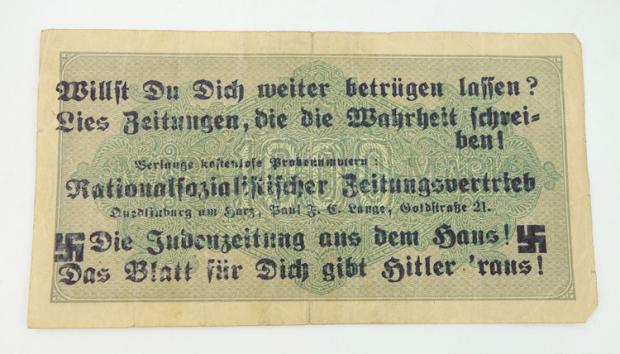 Willst Du Dich weiter betrügen lassen?
Lies Zeitungen, die die Wahrheit schrei=
ben!
Verlange kostenlose Probenummern :
Nationalsozialistischer Zeitungsvertrieb
Quedlinburg am Harz, Paul F. C. Lange, Goldstraße 21.
Die Judenzeitung aus dem Haus!
Das Blatt für Dich gibt Hitler 'raus!